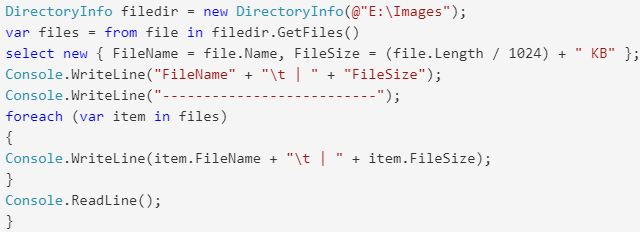 DirectoryInfo filedir = new DirectoryInfo(@"E:\Images");
var files = from file in filedir.GetFiles()
select new { FileName = file.Name, FileSize = (file.Length / 1024) + " KB" };
Console.WriteLine("FileName" + "\t | " + "FileSize");
Console.WriteLine("--------------------------");
foreach (var item in files)
{
Console.WriteLine(item.FileName + "\t | " + item.FileSize);
}
Console.ReadLine();
}